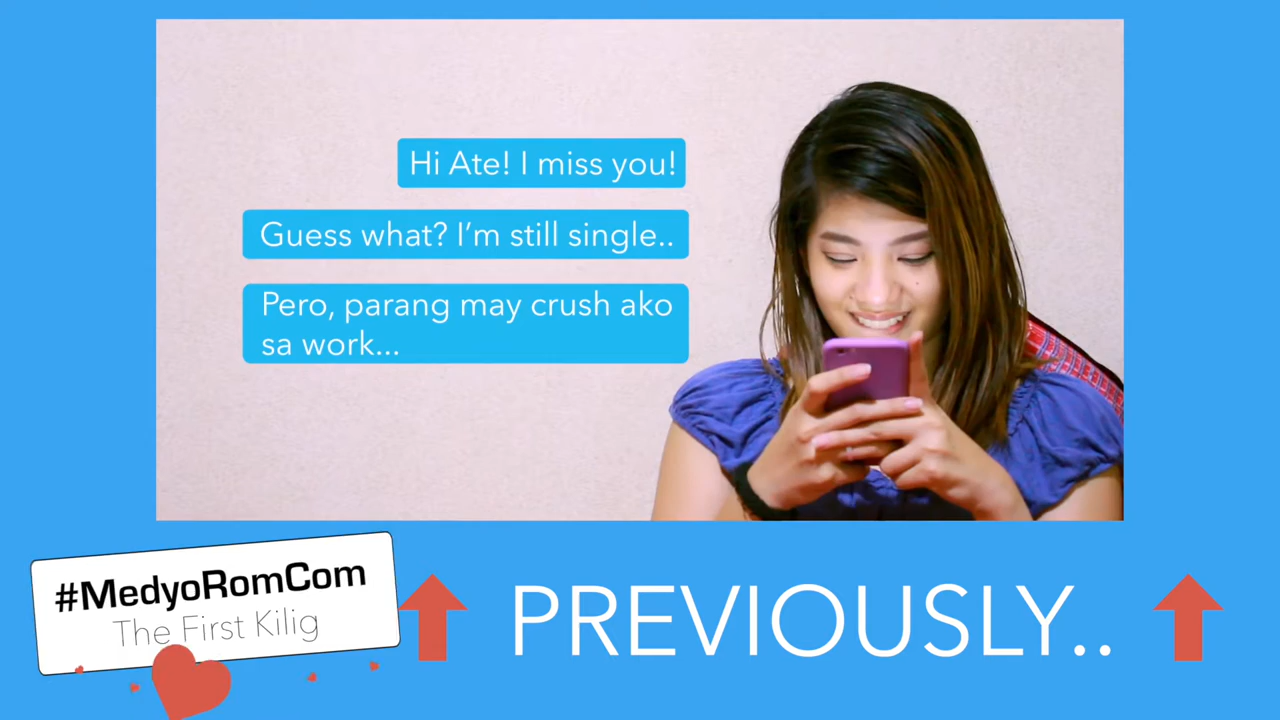 Hi Ate! I miss you!
Guess what? I'm still single..
Pero, parang may crush ako
sa work...
#MedyoRomCom
The First Kilig
PREVIOUSLY..